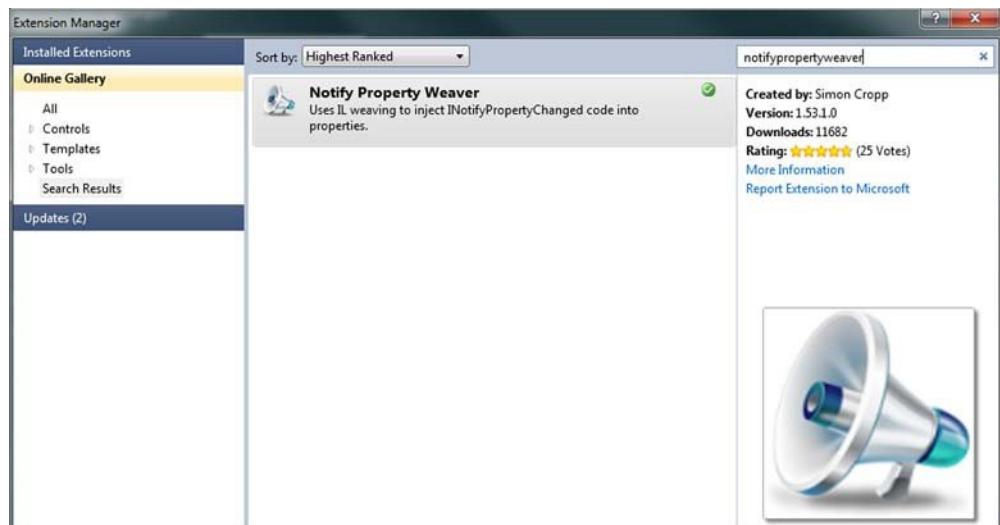 Extension Manager
?
Installed Extensions
Online Gallery
All
Controls
Templates
Tools
Search Results
Updates (2)
Sort by: Highest Ranked
Notify Property Weaver
Uses IL weaving to inject INotifyPropertyChanged code into
properties.
notifypropertyweaver
Created by: Simon Cropp
Version: 1.53.1.0
Downloads: 11682
Rating: (25 Votes)
More Information
Report Extension to Microsoft